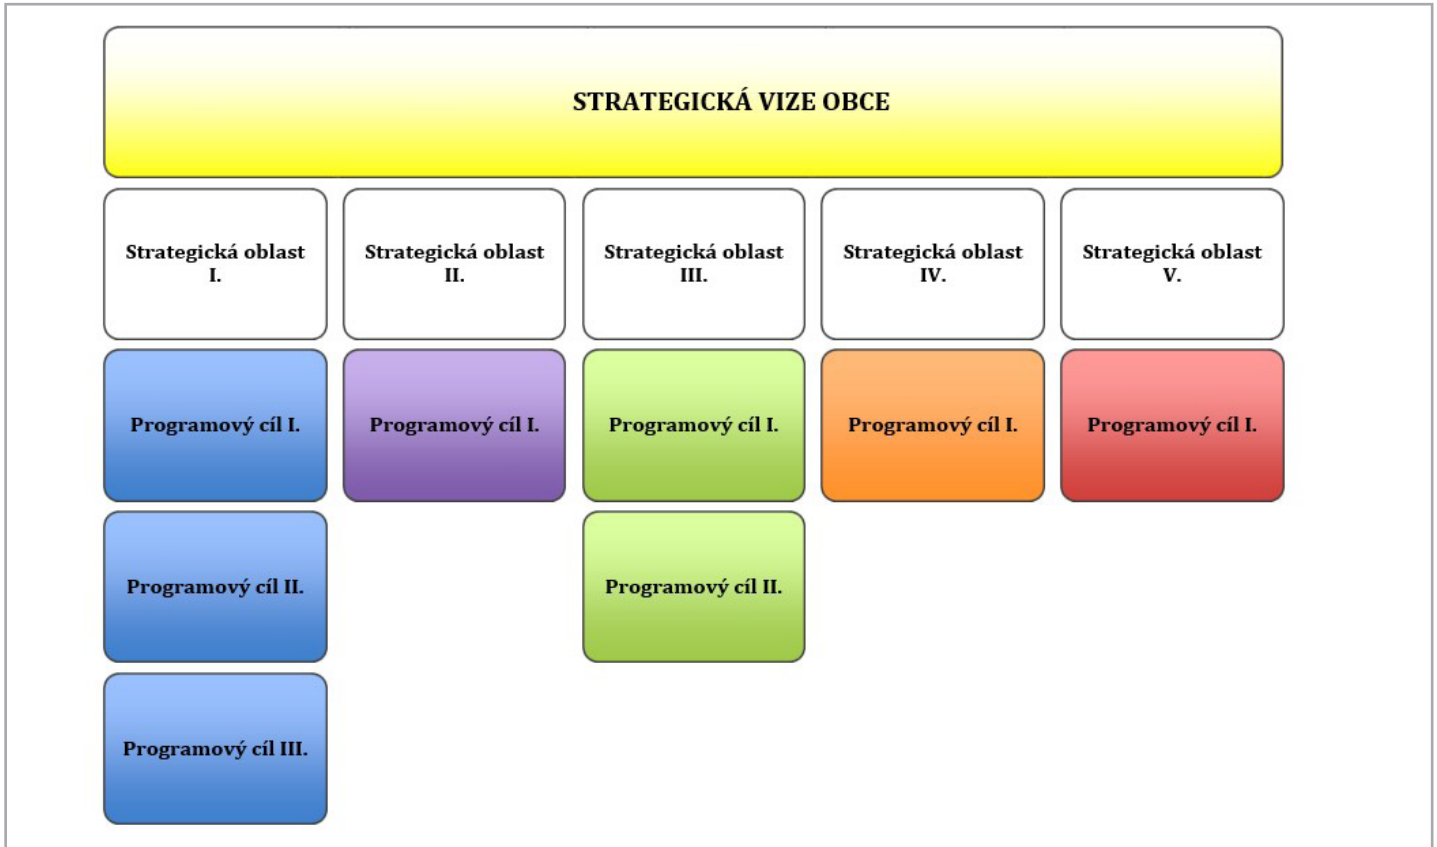 STRATEGICKÁ VIZE OBCE
Strategická oblast
I.
Strategická oblast
II.
Strategická oblast
III.
Strategická oblast
IV.
Strategická oblast
V.
Programový cíl I.
Programový cíl I.
Programový cíl I.
Programový cíl I.
Programový cíl I.
Programový cíl II.
Programový cíl II.
Programový cíl III.